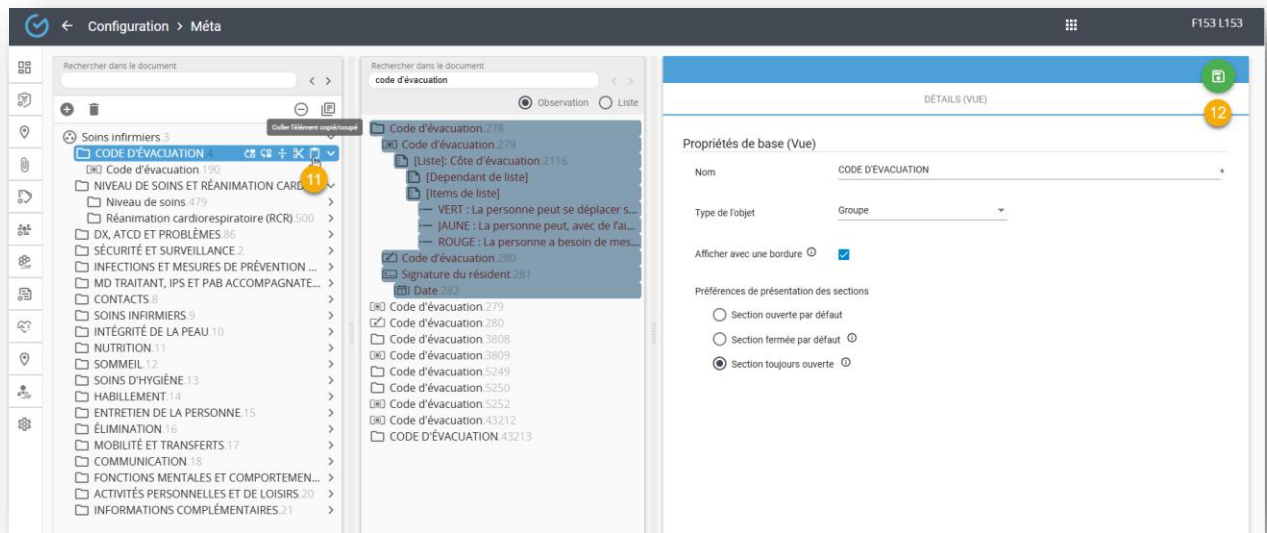 Configuration > Méta
F153 L153
Rechercher dans le document
Coller l'élément copié/coupé
Soins infirmiers.3
CODE D'ÉVACUATION.4
11
Code d'évacuation.190
NIVEAU DE SOINS ET RÉANIMATION CARD
Niveau de soins.479
Réanimation cardiorespiratoire (RCR).500
DX, ATCD ET PROBLÈMES.86
SÉCURITÉ ET SURVEILLANCE.2
INFECTIONS ET MESURES DE PRÉVENTION ...
MD TRAITANT, IPS ET PAB ACCOMPAGNATE...
CONTACTS.8
SOINS INFIRMIERS.9
INTÉGRITÉ DE LA PEAU.10
NUTRITION.11
SOMMEIL.12
SOINS D'HYGIÈNE.13
HABILLEMENT.14
ENTRETIEN DE LA PERSONNE.15
ÉLIMINATION.16
MOBILITÉ ET TRANSFERTS.17
COMMUNICATION.18
FONCTIONS MENTALES ET COMPORTEMEN...
ACTIVITÉS PERSONNELLES ET DE LOISIRS.20
INFORMATIONS COMPLÉMENTAIRES.21
Rechercher dans le document
code d'évacuation
Observation Liste
Code d'évacuation.278
Code d'évacuation.279
[Liste]: Côte d'évacuation.2116
[Dependant de liste]
[Items de liste]
VERT : La personne peut se déplacer s...
JAUNE : La personne peut, avec de l'ai...
ROUGE : La personne a besoin de mes...
Code d'évacuation.280
Signature du résident.281
Date.282
Code d'évacuation.279
Code d'évacuation.280
Code d'évacuation.3808
Code d'évacuation.3809
Code d'évacuation.5249
Code d'évacuation.5250
Code d'évacuation.5252
Code d'évacuation.43212
CODE D'ÉVACUATION.43213
DÉTAILS (VUE)
12
Propriétés de base (Vue)
Nom CODE D'ÉVACUATION *
Type de l'objet Groupe
Afficher avec une bordure
Préférences de présentation des sections
Section ouverte par défaut
Section fermée par défaut
Section toujours ouverte